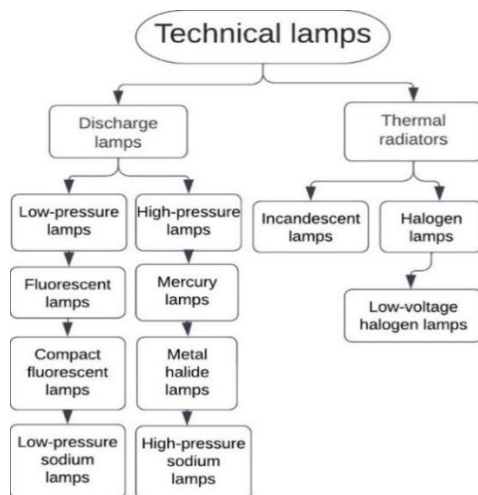 Technical lamps
Discharge
lamps
Thermal
radiators
Low-pressure
lamps
High-pressure
lamps
Incandescent
lamps
Halogen
lamps
Fluorescent
lamps
Mercury
lamps
Low-voltage
halogen lamps
Compact
fluorescent
lamps
Metal
halide
lamps
Low-pressure
sodium
lamps
High-pressure
sodium lamps